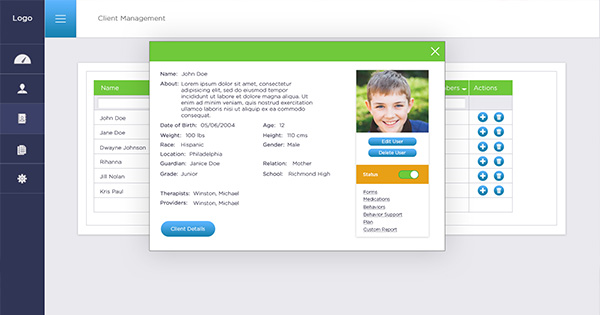 Logo
Client Management
Name
bers
Actions
John Doe
Jane Doe
Dwayne Johnson
Rihanna
Jill Nolan
Kris Paul
Name: John Doe
About: Lorem ipsum dolor sit amet, consectetur
adipisicing elit, sed do eiusmod tempor
incididunt ut labore et dolore magna aliqua. Ut
enim ad minim veniam, quis nostrud exercitation
ullamco laboris nisi ut aliquip ex ea commodo
consequat.
Date of Birth: 05/06/2004 Age: 12
Weight: 100 lbs Height: 110 cms
Race: Hispanic Gender: Male
Location: Philadelphia
Guardian: Janice Doe Relation: Mother
Grade: Junior School: Richmond High
Therapists: Winston, Michael
Providers: Winston, Michael
Client Details
Edit User
Delete User
Status
Forms
Medications
Behaviors
Behavior Support
Plan
Custom Report